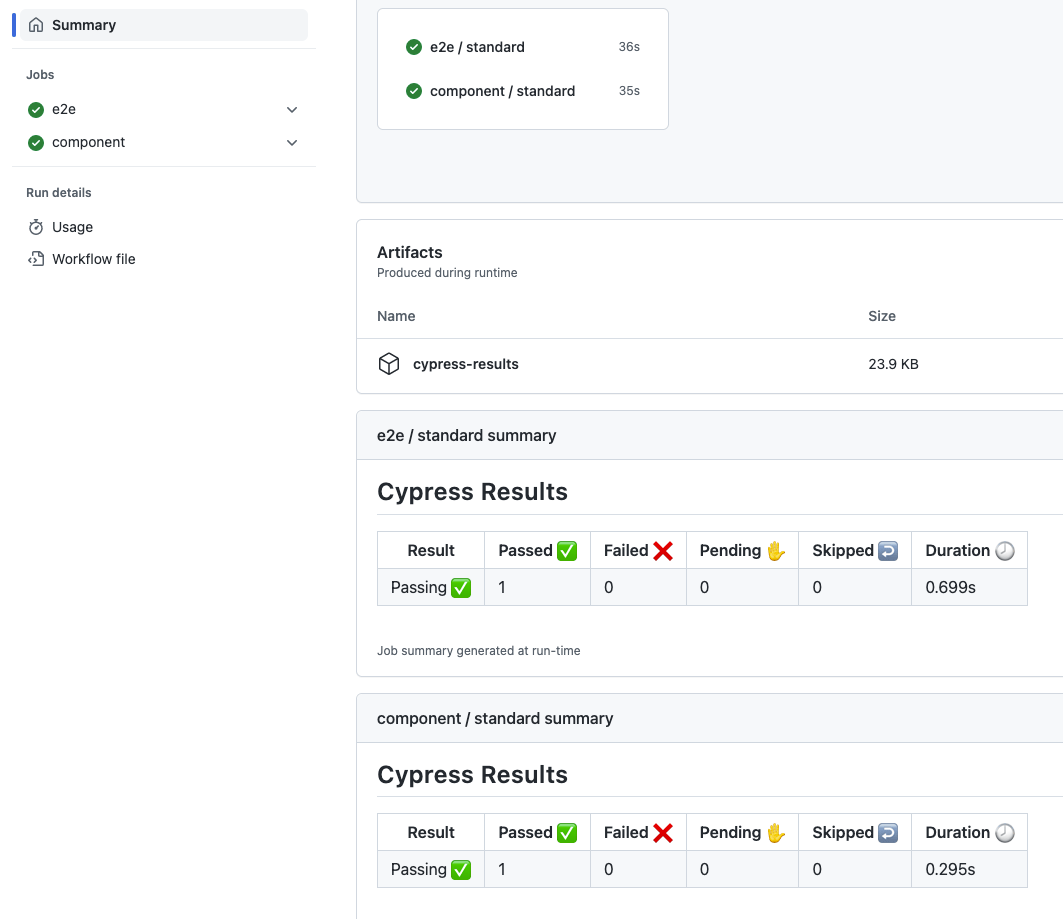 Summary
Jobs
e2e
component
Run details
Usage
Workflow file
e2e / standard 36s
component / standard 35s
Artifacts
Produced during runtime
Name Size
cypress-results 23.9 KB
e2e / standard summary
Cypress Results
Result Passed ✅ Failed ❌ Pending ✋ Skipped ↩️ Duration 🕗
Passing ✅ 1 0 0 0 0.699s
Job summary generated at run-time
component / standard summary
Cypress Results
Result Passed ✅ Failed ❌ Pending ✋ Skipped ↩️ Duration 🕗
Passing ✅ 1 0 0 0 0.295s